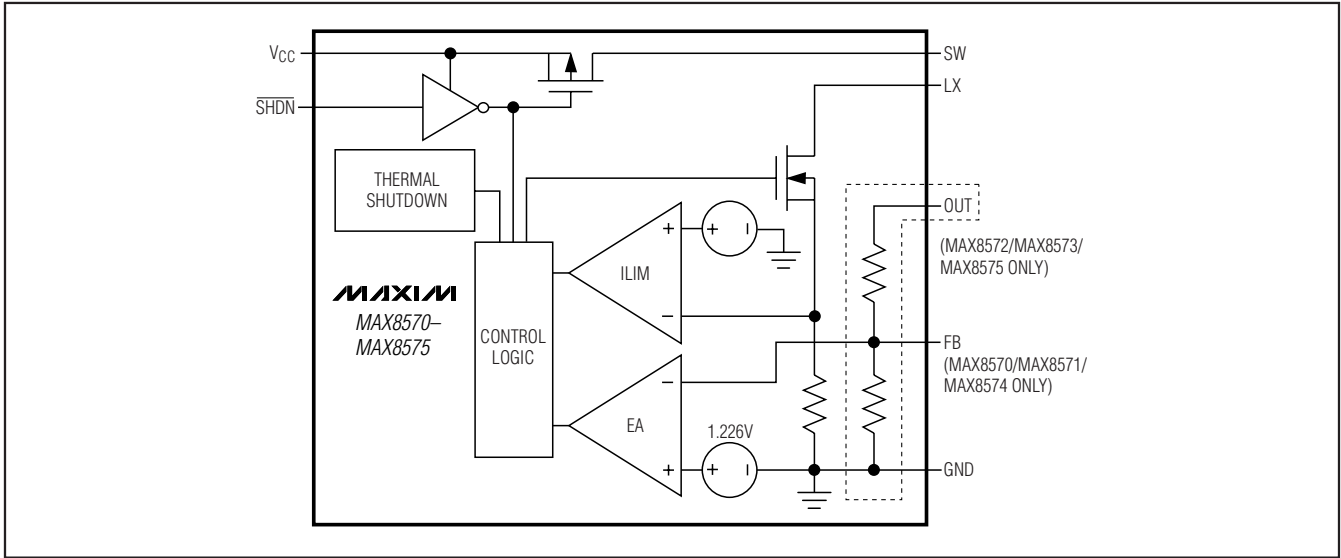 VCC
SW
LX
SHDN
THERMAL
SHUTDOWN
OUT
(MAX8572/MAX8573/
MAX8575 ONLY)
+
+
I
ILIM
−
MAXIM
MAX8570–
MAX8575
CONTROL
LOGIC
FB
(MAX8570/MAX8571/
MAX8574 ONLY)
−
EA
1.226V
+
+
I
GND